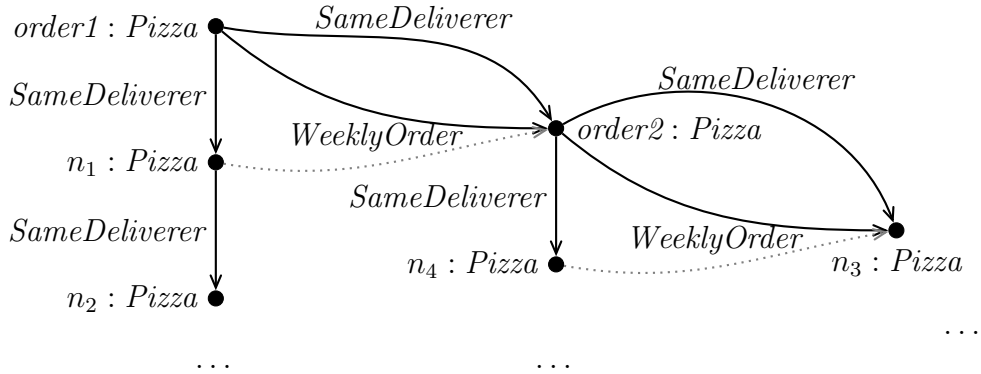 SameDeliverer
order1 : Pizza
SameDeliverer
SameDeliverer
WeeklyOrder
order2 : Pizza
n₁ : Pizza
SameDeliverer
SameDeliverer
WeeklyOrder
n₄ : Pizza
n₃ : Pizza
n₂ : Pizza
...
...
...